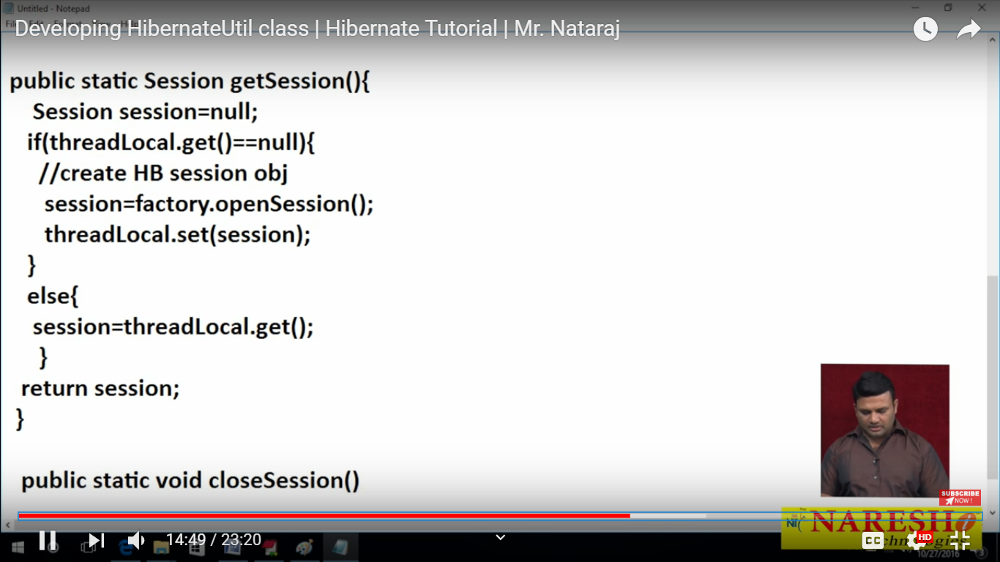 Untitled - Notepad
Developing HibernateUtil class | Hibernate Tutorial | Mr. Nataraj
public static Session getSession(){
Session session=null;
if(threadLocal.get()==null){
//create HB session obj
session=factory.openSession();
threadLocal.set(session);
}
else{
session=threadLocal.get();
}
return session;
}
public static void closeSession()
SUBSCRIBE
NOW !
NARESH i
Technologies
14:49 / 23:20
CC
HD
10/27/2016